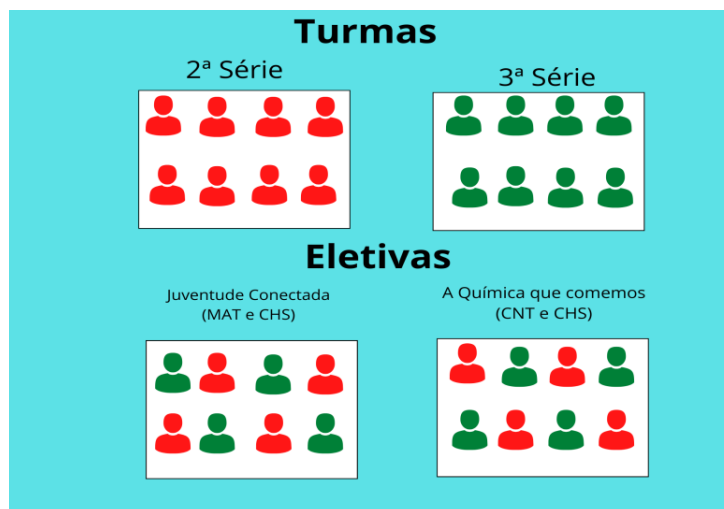 Turmas
2ª Série
3ª Série
Eletivas
Juventude Conectada
(MAT e CHS)
A Química que comemos
(CNT e CHS)